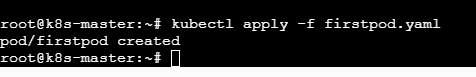 root@k8s-master:~# kubectl apply -f firstpod.yaml
pod/firstpod created
root@k8s-master:~#